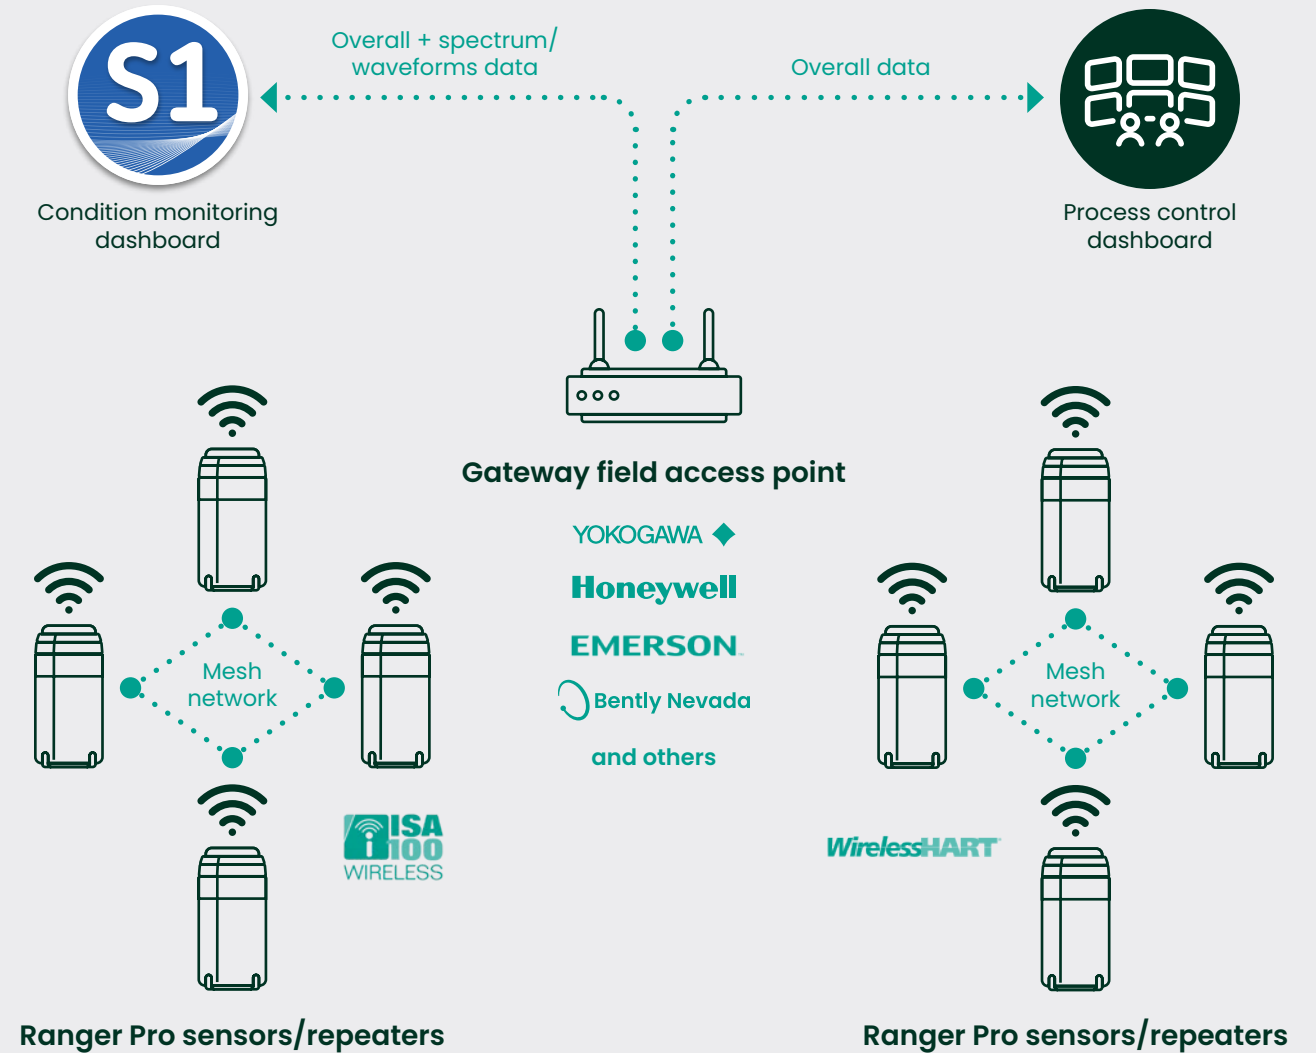 S1
Overall + spectrum/
waveforms data
Overall data
Condition monitoring
dashboard
Process control
dashboard
Gateway field access point
YOKOGAWA
Honeywell
EMERSON
Bently Nevada
and others
Mesh
network
Mesh
network
ISA
100
WIRELESS
WirelessHART
Ranger Pro sensors/repeaters
Ranger Pro sensors/repeaters